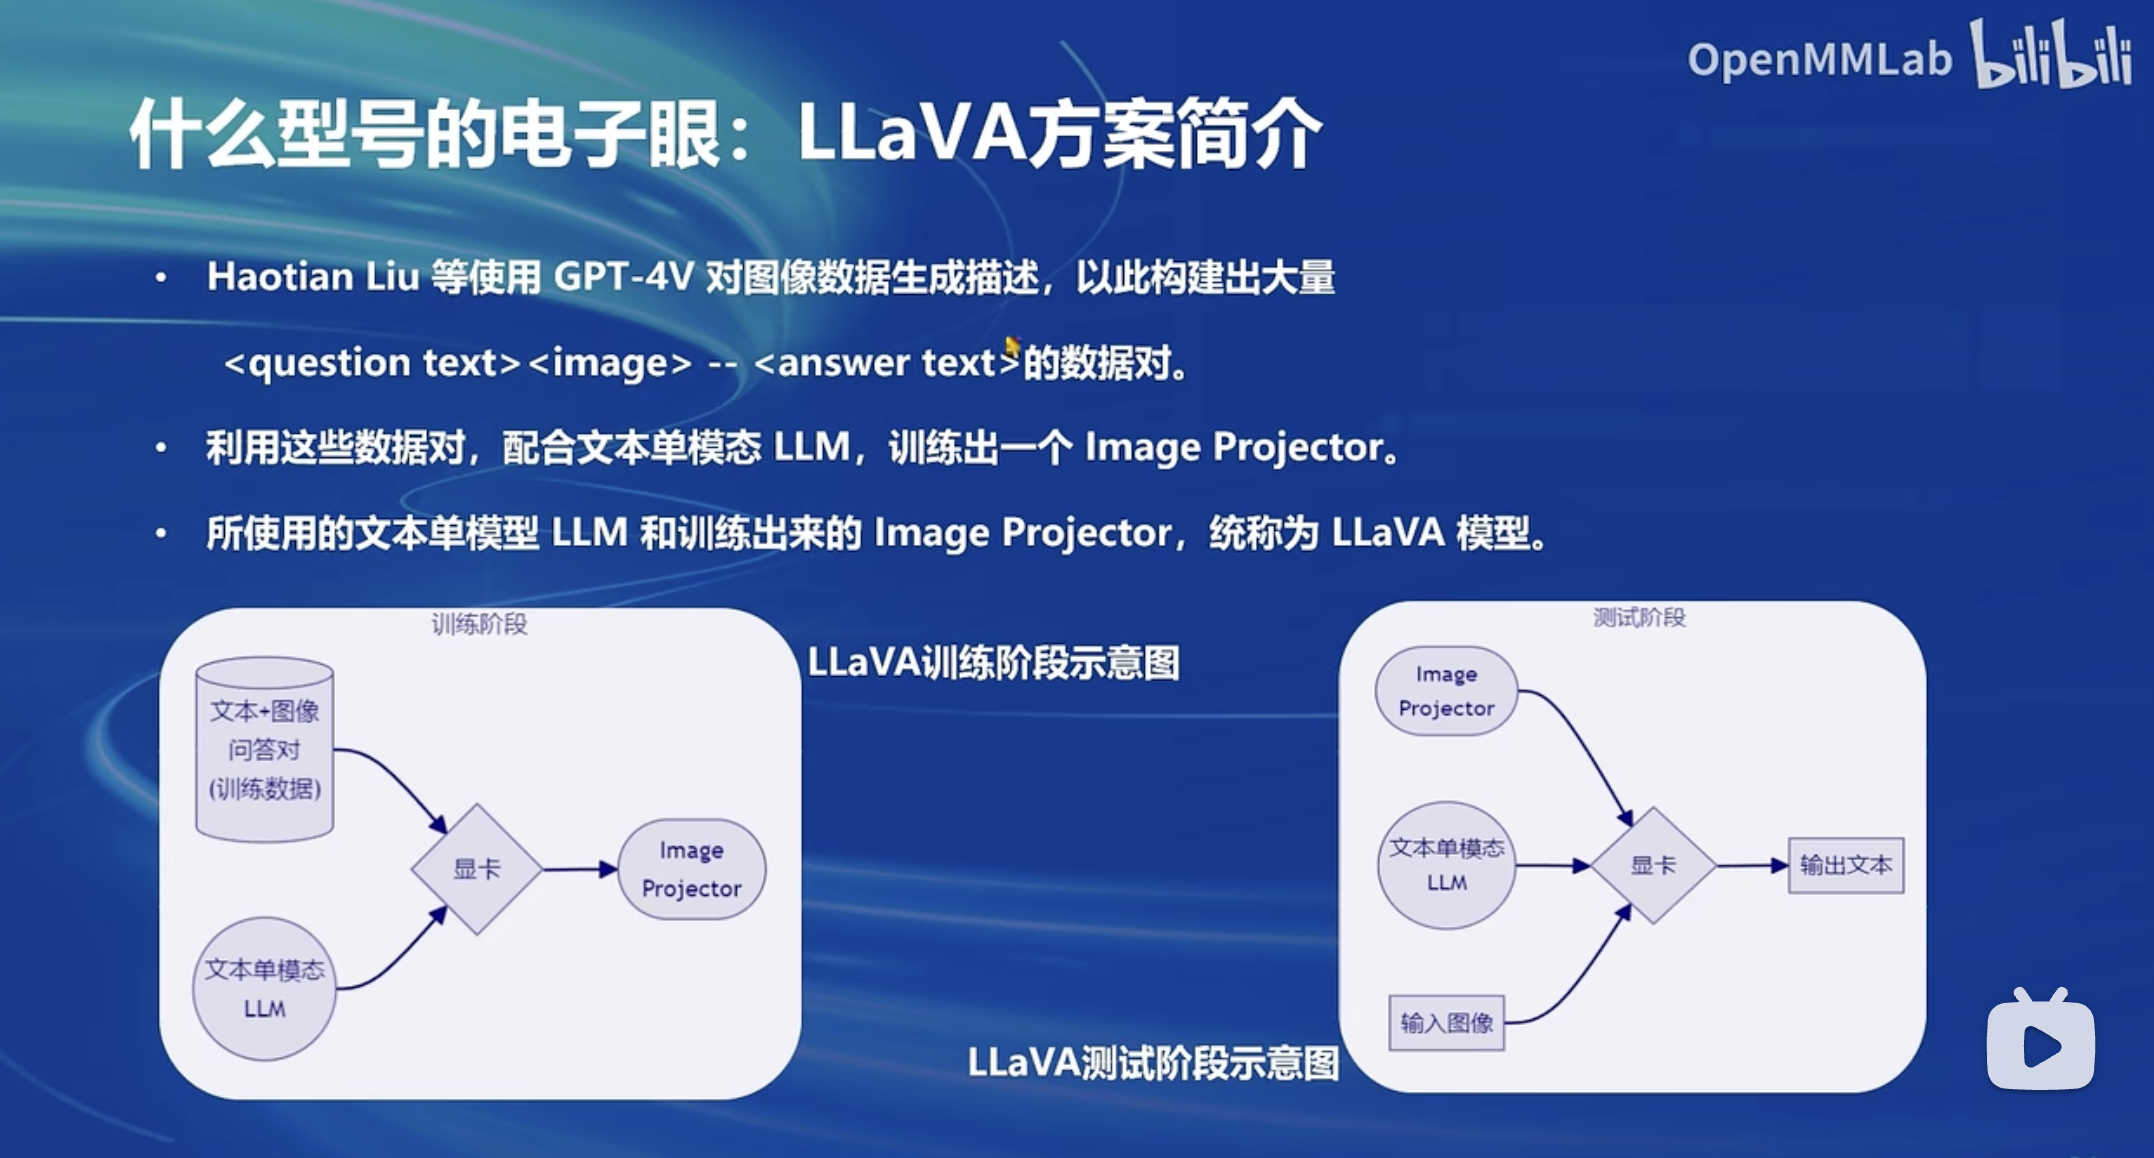 OpenMMLab bilibili
什么型号的电子眼：LLaVA方案简介
• Haotian Liu 等使用 GPT-4V 对图像数据生成描述，以此构建出大量
<question text><image> -- <answer text>的数据对。
• 利用这些数据对，配合文本单模态 LLM，训练出一个 Image Projector。
• 所使用的文本单模型 LLM 和训练出来的 Image Projector，统称为 LLaVA 模型。
训练阶段
文本+图像
问答对
(训练数据)
文本单模态
LLM
显卡
Image
Projector
LLaVA训练阶段示意图
LLaVA测试阶段示意图
测试阶段
Image
Projector
文本单模态
LLM
输入图像
显卡
输出文本